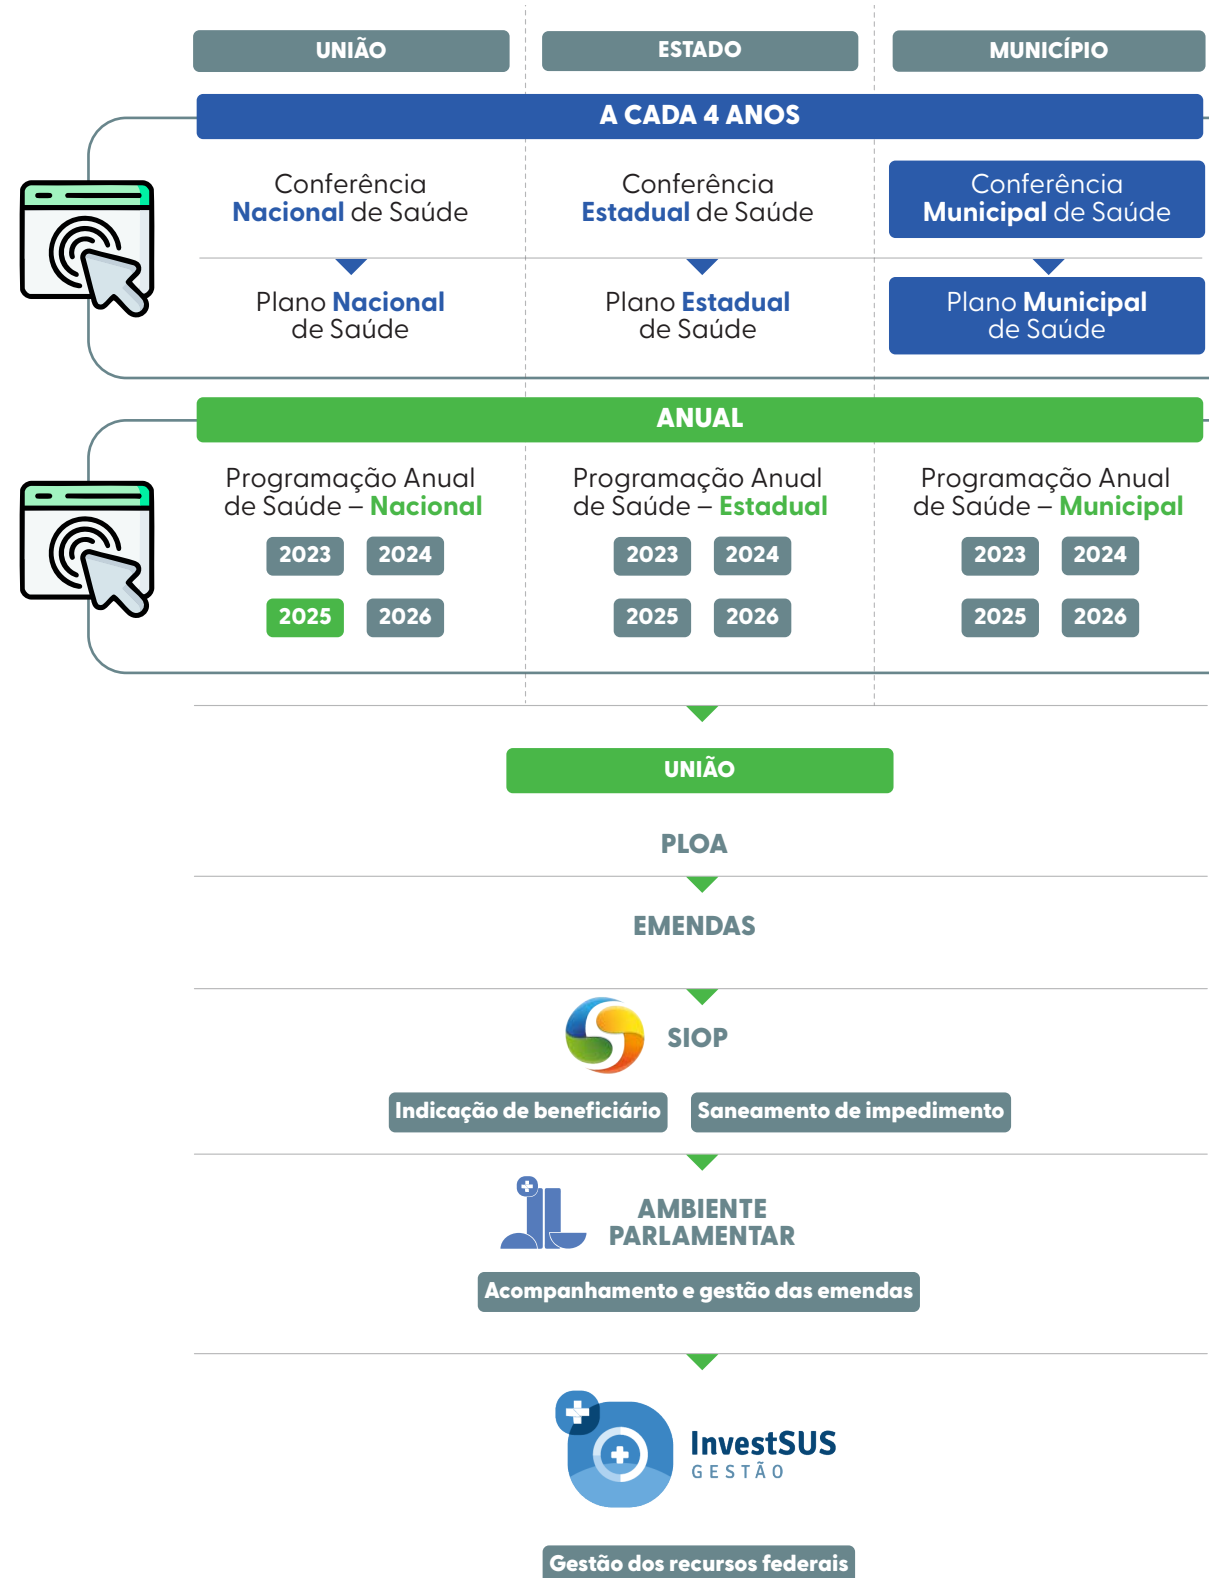 UNIÃO
ESTADO
MUNICÍPIO
A CADA 4 ANOS
Conferência
Nacional de Saúde
Conferência
Estadual de Saúde
Conferência
Municipal de Saúde
Plano Nacional
de Saúde
Plano Estadual
de Saúde
Plano Municipal
de Saúde
ANUAL
Programação Anual
de Saúde – Nacional
2023 2024
2025 2026
Programação Anual
de Saúde – Estadual
2023 2024
2025 2026
Programação Anual
de Saúde – Municipal
2023 2024
2025 2026
UNIÃO
PLOA
EMENDAS
SIOP
Indicação de beneficiário
Saneamento de impedimento
AMBIENTE
PARLAMENTAR
Acompanhamento e gestão das emendas
InvestSUS
GESTÃO
Gestão dos recursos federais